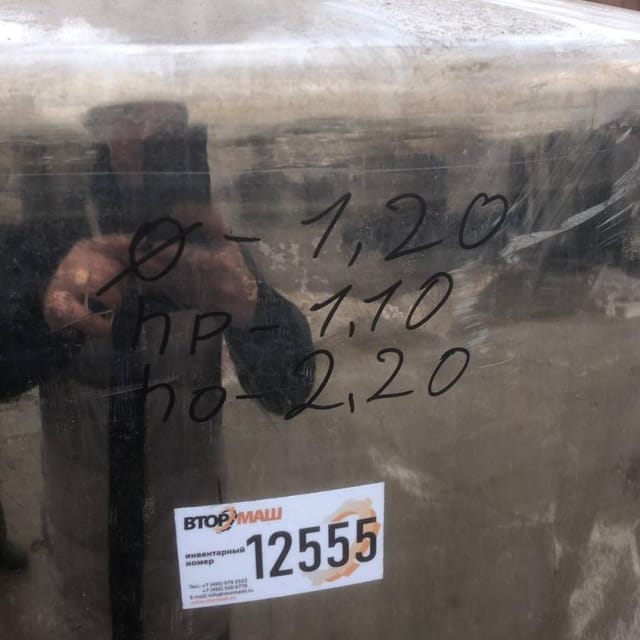 Ø - 1,20
hр - 1,10
hо - 2,20
ВТОРМАШ
инвентарный
номер
12555